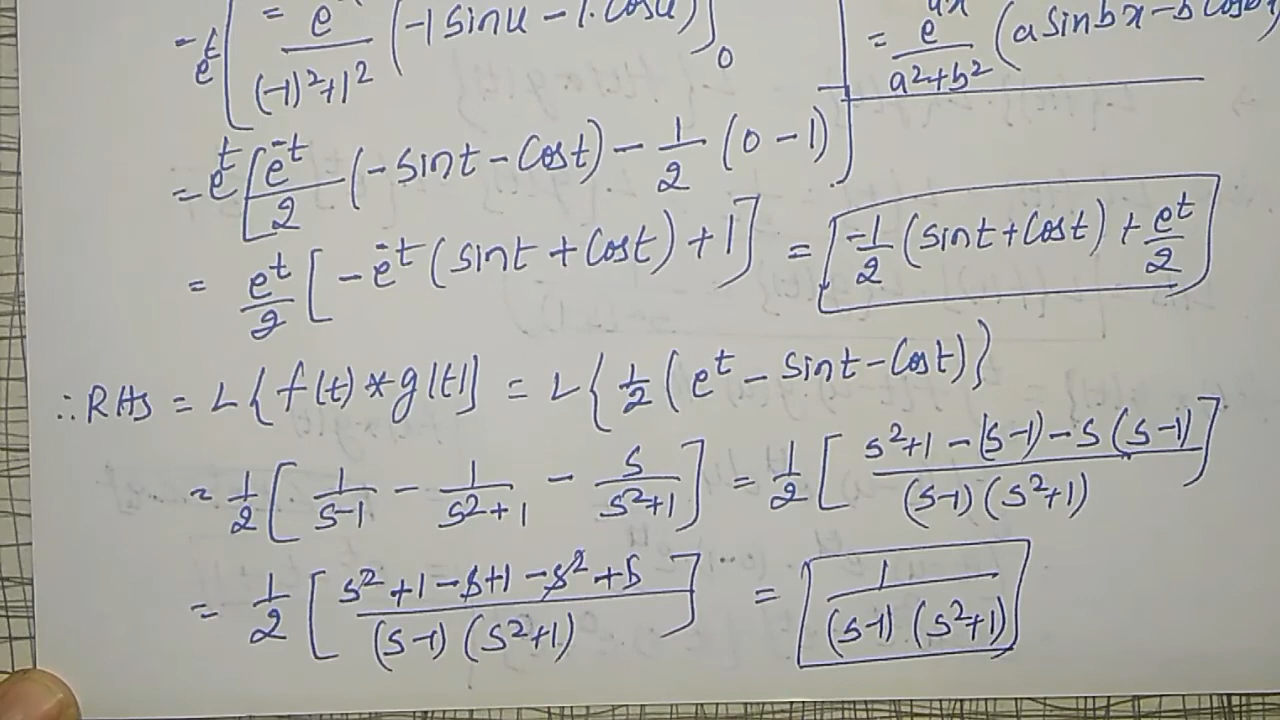 e^t [ = e / ((-1)^2+1^2) (-1 sin u - 1. cos u) ]_0
= e^{ax} / (a^2+b^2) (a sin bx - b cos bx)
= e^t [ e^{-t}/2 (- sin t - cos t) - 1/2 (0 - 1) ]
= e^t/2 [ - e^{-t} (sin t + cos t) + 1 ] = -1/2 (sin t + cos t) + e^t/2
∴ RHS = L{f(t) * g(t)} = L{ 1/2 (e^t - sin t - cos t) }
= 1/2 [ 1/(s-1) - 1/(s^2+1) - s/(s^2+1) ] = 1/2 [ (s^2+1 - (s-1) - s(s-1)) / ((s-1)(s^2+1)) ]
= 1/2 [ (s^2+1-s+1-s^2+s) / ((s-1)(s^2+1)) ] = 1 / ((s-1)(s^2+1))